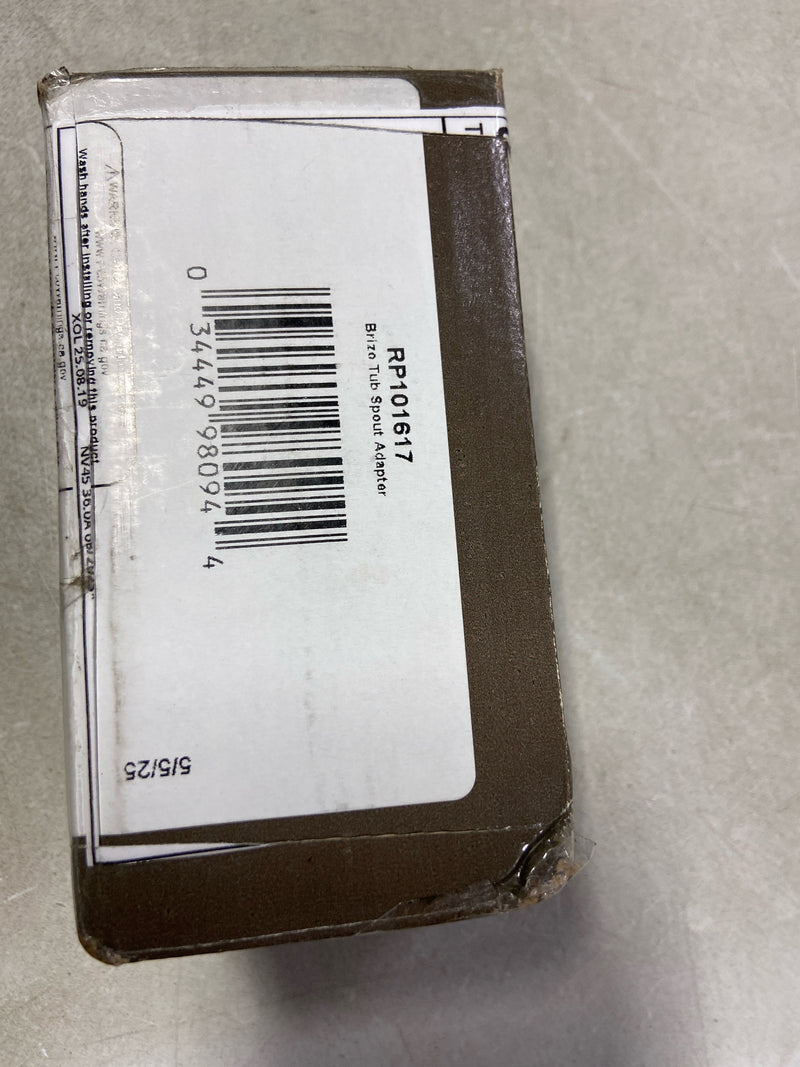 RP101617
Brizo Tub Spout Adapter
0 34449 98094 4
5/5/25
Wash hands after installing or removing this product
XOL 25.08.19
T